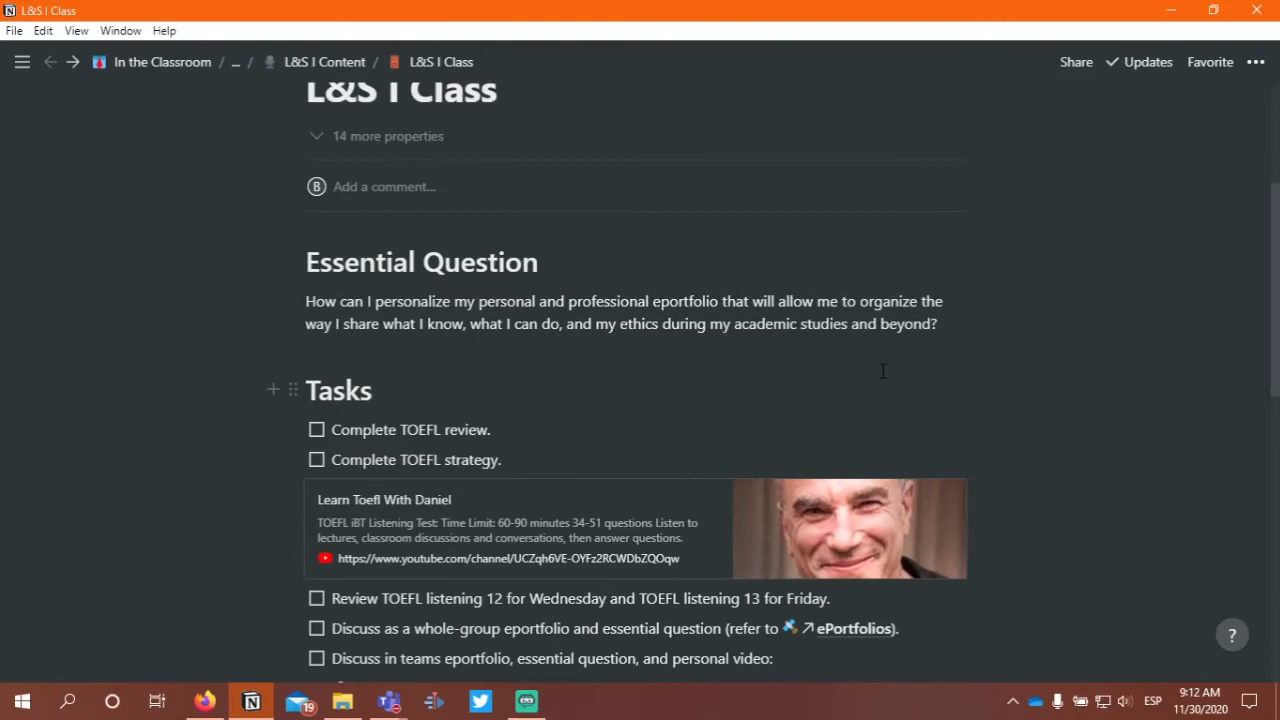 L&S I Class
File Edit View Window Help
In the Classroom / ... / L&S I Content / L&S I Class
Share Updates Favorite
L&S I Class
14 more properties
B Add a comment...
Essential Question
How can I personalize my personal and professional eportfolio that will allow me to organize the
way I share what I know, what I can do, and my ethics during my academic studies and beyond?
Tasks
Complete TOEFL review.
Complete TOEFL strategy.
Learn Toefl With Daniel
TOEFL iBT Listening Test: Time Limit: 60-90 minutes 34-51 questions Listen to
lectures, classroom discussions and conversations, then answer questions.
https://www.youtube.com/channel/UCZqh6VE-OYFz2RCWDbZQOqw
Review TOEFL listening 12 for Wednesday and TOEFL listening 13 for Friday.
Discuss as a whole-group eportfolio and essential question (refer to ePortfolios).
Discuss in teams eportfolio, essential question, and personal video:
?
19
ESP
9:12 AM
11/30/2020